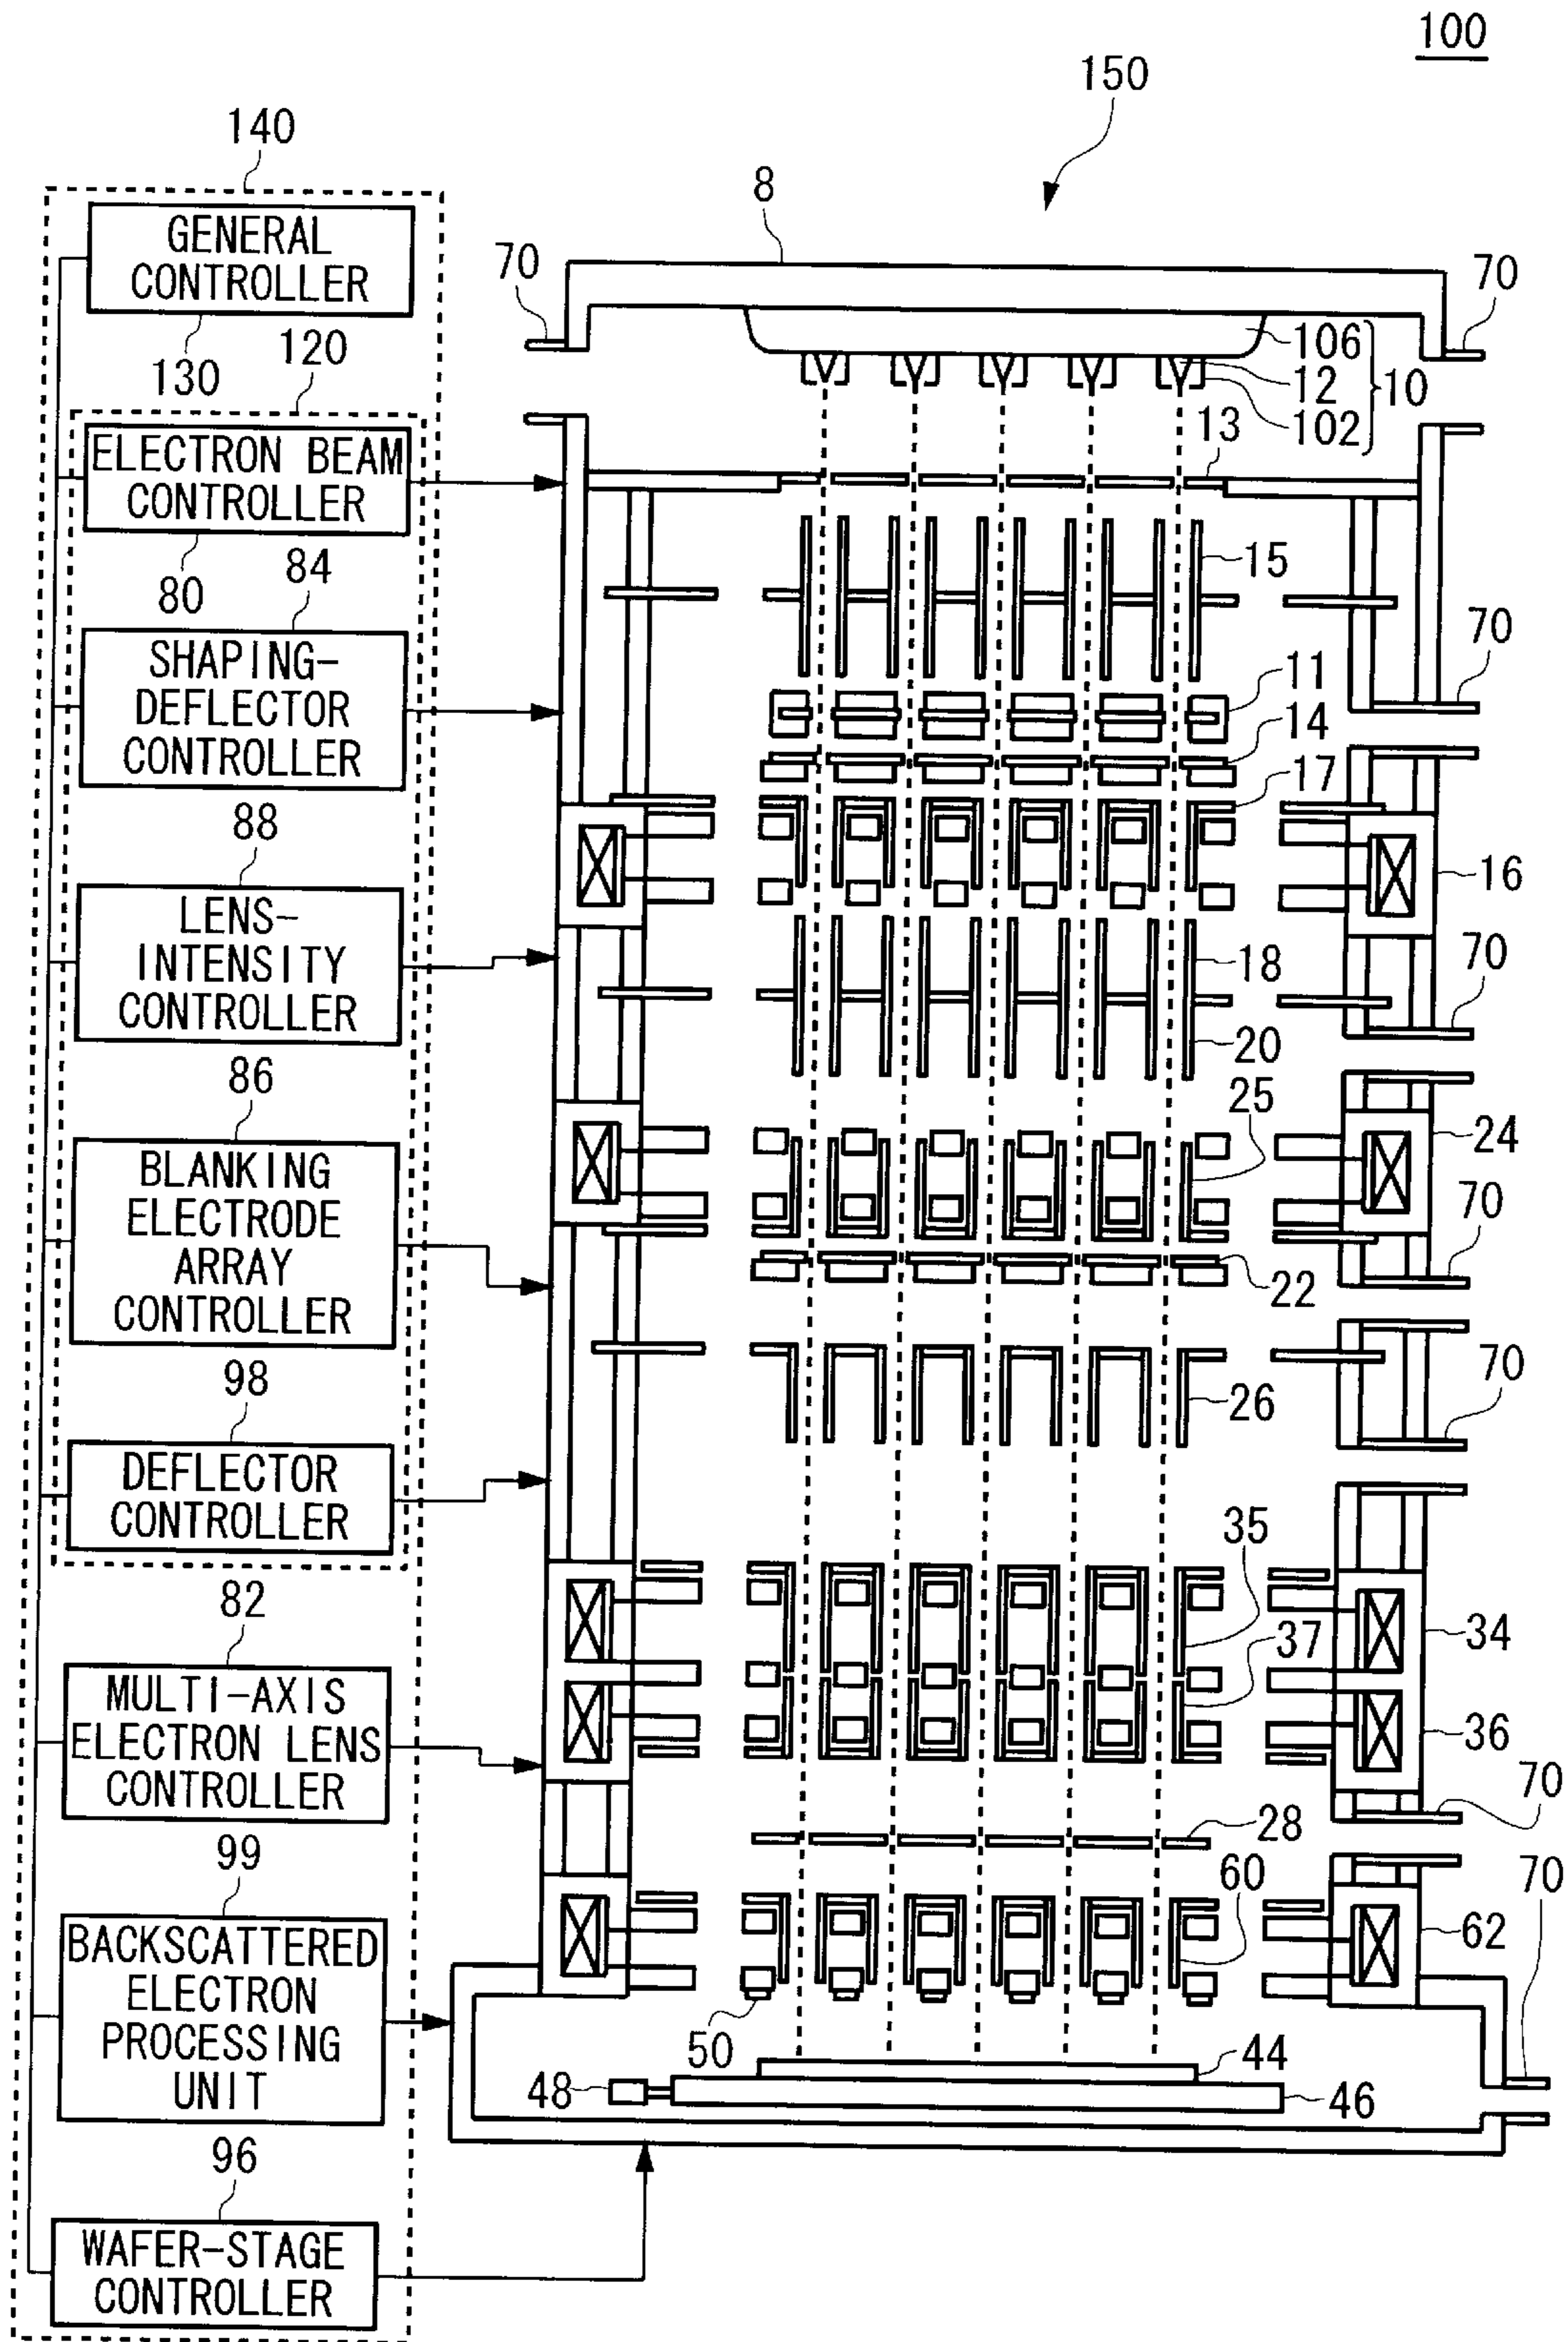 100
150
140
8
GENERAL
CONTROLLER
130
70
70
106
12
102
10
120
13
ELECTRON BEAM
CONTROLLER
80
15
84
SHAPING-
DEFLECTOR
CONTROLLER
70
11
14
17
70
88
LENS-
INTENSITY
CONTROLLER
16
18
70
20
86
BLANKING
ELECTRODE
ARRAY
CONTROLLER
25
24
70
22
98
DEFLECTOR
CONTROLLER
26
70
35
82
MULTI-AXIS
ELECTRON LENS
CONTROLLER
34
37
36
70
28
99
BACKSCATTERED
ELECTRON
PROCESSING
UNIT
60
70
62
50
44
48
46
96
WAFER-STAGE
CONTROLLER